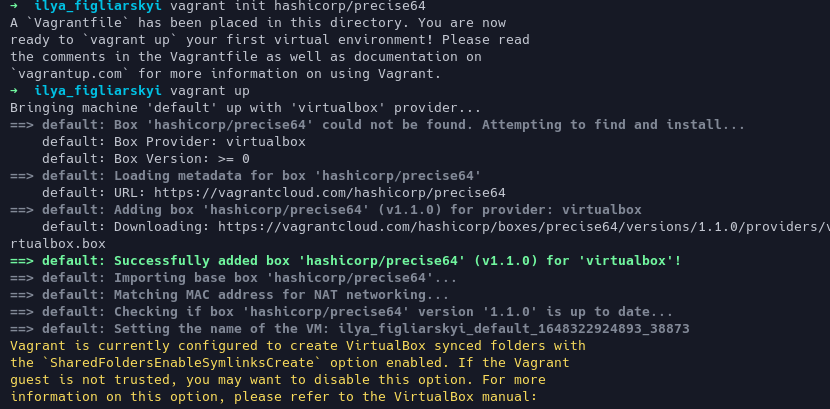 ➜  ilya_figliarskyi vagrant init hashicorp/precise64
A `Vagrantfile` has been placed in this directory. You are now
ready to `vagrant up` your first virtual environment! Please read
the comments in the Vagrantfile as well as documentation on
`vagrantup.com` for more information on using Vagrant.
➜  ilya_figliarskyi vagrant up
Bringing machine 'default' up with 'virtualbox' provider...
==> default: Box 'hashicorp/precise64' could not be found. Attempting to find and install...
    default: Box Provider: virtualbox
    default: Box Version: >= 0
==> default: Loading metadata for box 'hashicorp/precise64'
    default: URL: https://vagrantcloud.com/hashicorp/precise64
==> default: Adding box 'hashicorp/precise64' (v1.1.0) for provider: virtualbox
    default: Downloading: https://vagrantcloud.com/hashicorp/boxes/precise64/versions/1.1.0/providers/v
rtualbox.box
==> default: Successfully added box 'hashicorp/precise64' (v1.1.0) for 'virtualbox'!
==> default: Importing base box 'hashicorp/precise64'...
==> default: Matching MAC address for NAT networking...
==> default: Checking if box 'hashicorp/precise64' version '1.1.0' is up to date...
==> default: Setting the name of the VM: ilya_figliarskyi_default_1648322924893_38873
Vagrant is currently configured to create VirtualBox synced folders with
the `SharedFoldersEnableSymlinksCreate` option enabled. If the Vagrant
guest is not trusted, you may want to disable this option. For more
information on this option, please refer to the VirtualBox manual: